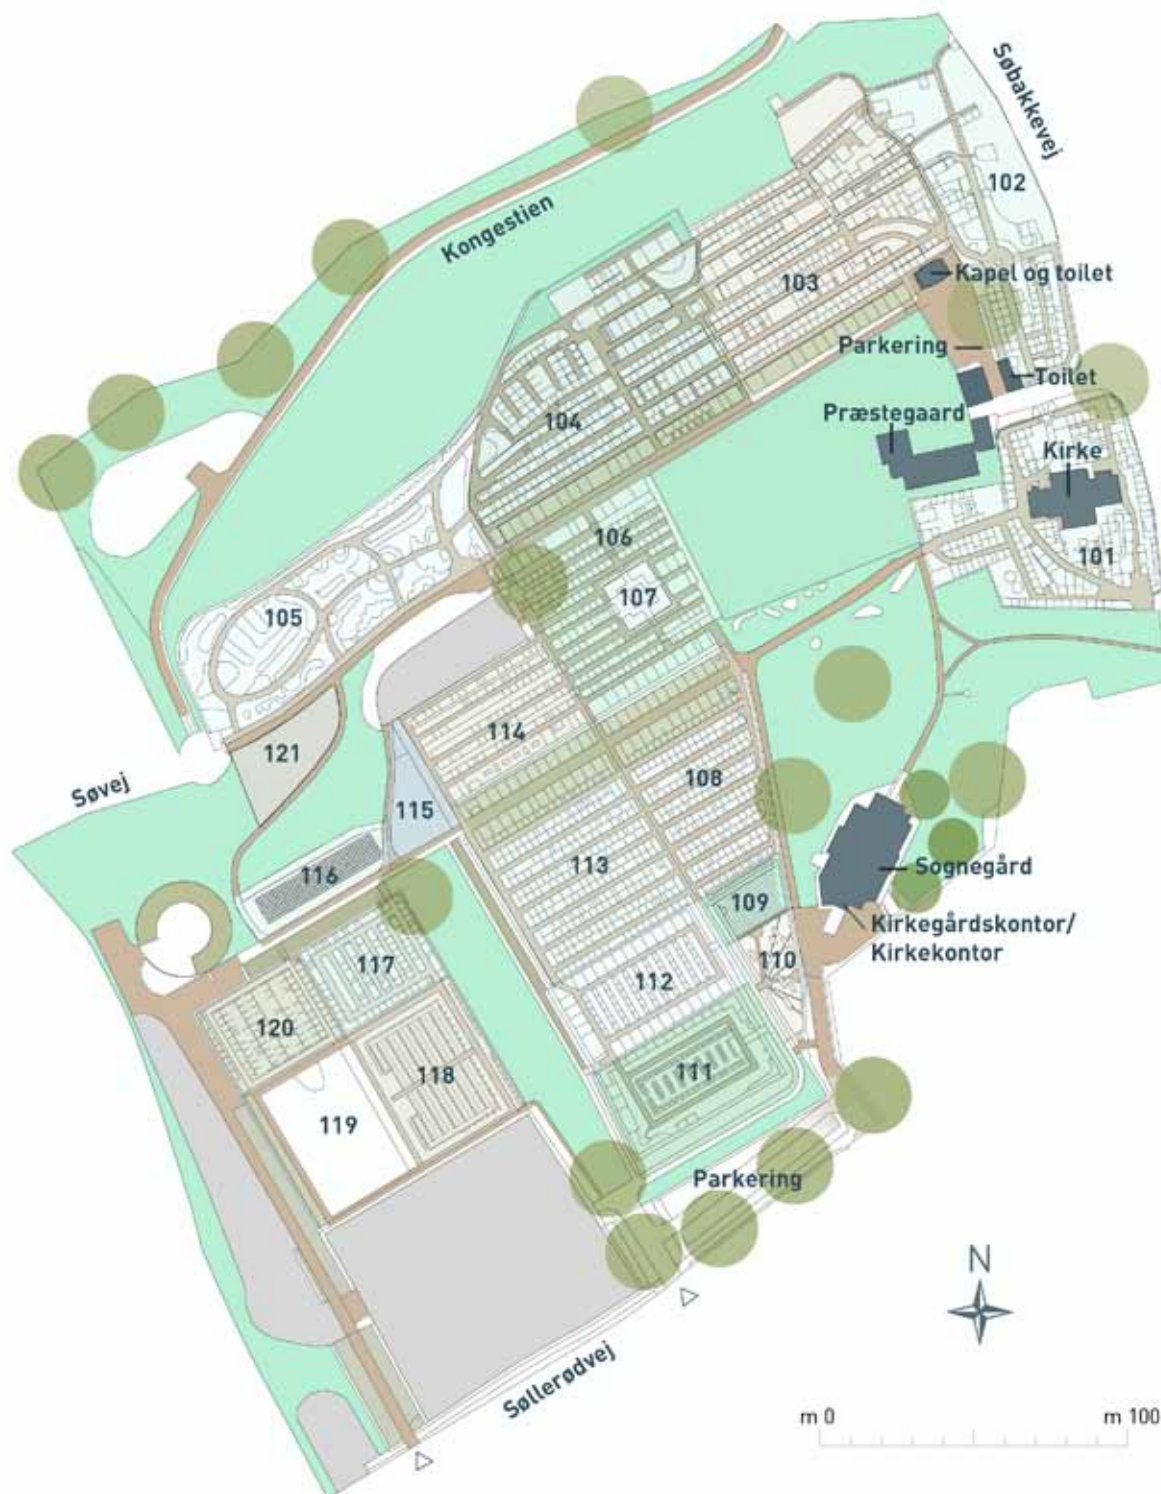 Søbakkevej
102
Kongestien
103
Kapel og toilet
Parkering
Toilet
Præstegaard
104
Kirke
106
101
107
105
114
121
108
Søvej
115
113
116
Sognegård
109
Kirkegårdskontor/
Kirkekontor
110
117
112
120
111
118
119
Parkering
N
Søllerødvej
m 0
m 100